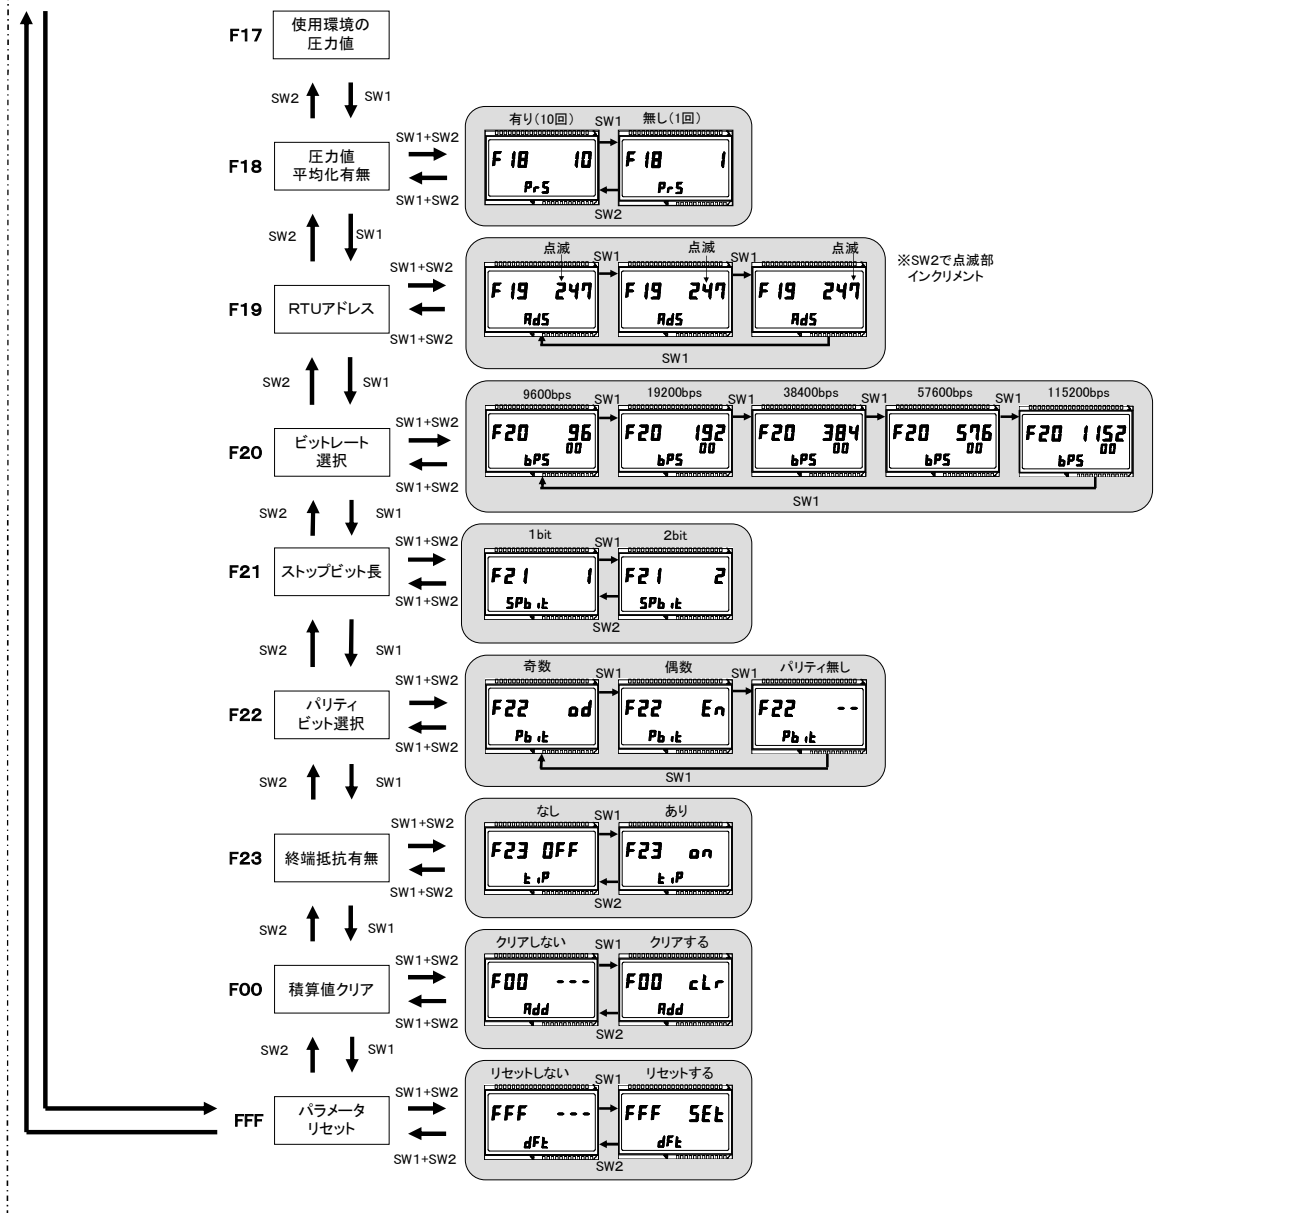 F17
使用環境の
圧力値
SW2
SW1
F18
圧力値
平均化有無
SW1+SW2
SW1+SW2
有り(10回)
SW1
無し(1回)
F18 10
PrS
F18 1
PrS
SW2
SW2
SW1
F19
RTUアドレス
SW1+SW2
SW1+SW2
点滅
SW1
点滅
SW1
点滅
F19 247
AdS
F19 247
AdS
F19 247
AdS
SW1
※SW2で点滅部
インクリメント
SW2
SW1
F20
ビットレート
選択
SW1+SW2
SW1+SW2
9600bps
SW1
19200bps
SW1
38400bps
SW1
57600bps
SW1
115200bps
F20 96
00
bPS
F20 192
00
bPS
F20 384
00
bPS
F20 576
00
bPS
F20 1152
00
bPS
SW1
SW2
SW1
F21
ストップビット長
SW1+SW2
SW1+SW2
1bit
SW1
2bit
F21 1
SPbit
F21 2
SPbit
SW2
SW2
SW1
F22
パリティ
ビット選択
SW1+SW2
SW1+SW2
奇数
SW1
偶数
SW1
パリティ無し
F22 od
Pbit
F22 En
Pbit
F22 --
Pbit
SW1
SW2
SW1
F23
終端抵抗有無
SW1+SW2
SW1+SW2
なし
SW1
あり
F23 OFF
tiP
F23 on
tiP
SW2
SW2
SW1
F00
積算値クリア
SW1+SW2
SW1+SW2
クリアしない
SW1
クリアする
F00 ---
Add
F00 cLr
Add
SW2
SW2
SW1
FFF
パラメータ
リセット
SW1+SW2
SW1+SW2
リセットしない
SW1
リセットする
FFF ---
dFt
FFF SEt
dFt
SW2